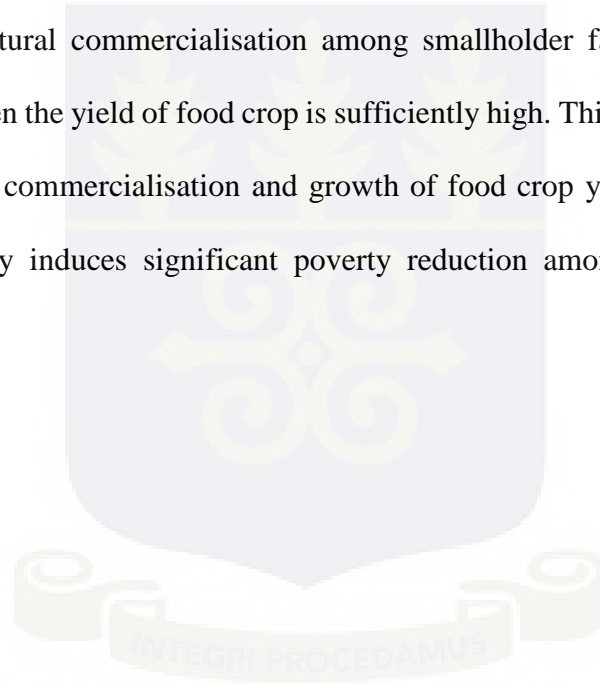 tural commercialisation among smallholder f
en the yield of food crop is sufficiently high. Thi
commercialisation and growth of food crop y
y induces significant poverty reduction amo
INTEGRI PROCEDAMUS